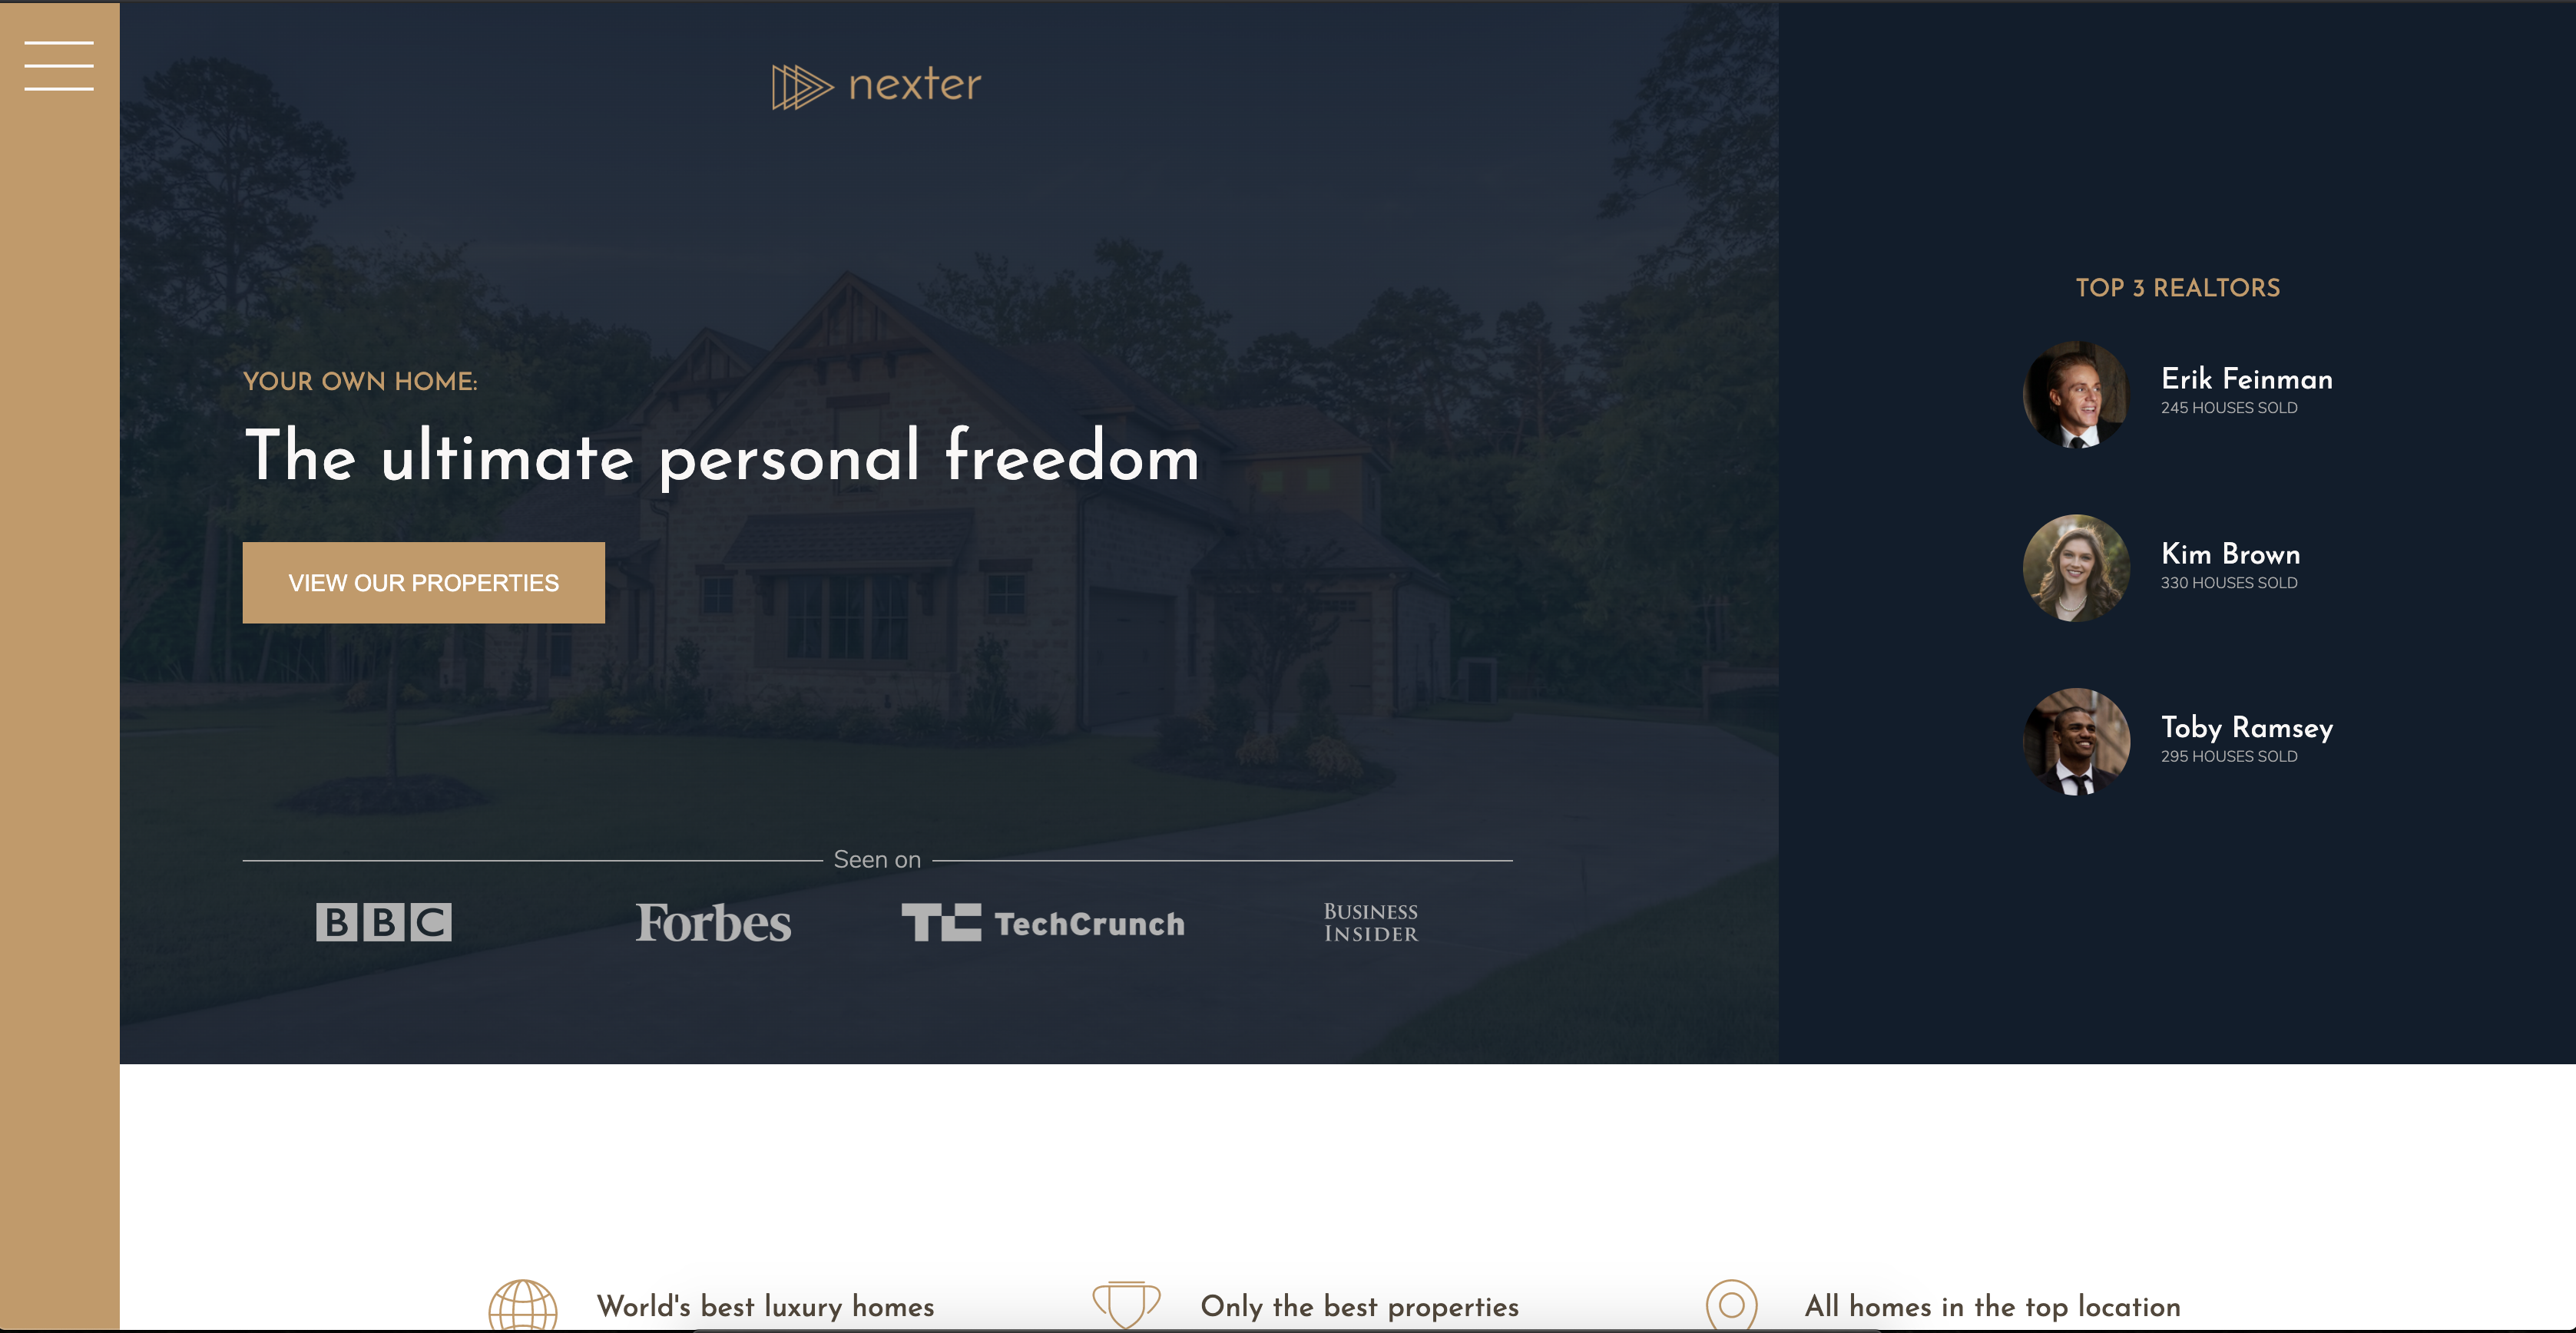 nexter
YOUR OWN HOME:
The ultimate personal freedom
VIEW OUR PROPERTIES
Seen on
BBC
Forbes
TC TechCrunch
BUSINESS
INSIDER
TOP 3 REALTORS
Erik Feinman
245 HOUSES SOLD
Kim Brown
330 HOUSES SOLD
Toby Ramsey
295 HOUSES SOLD
World's best luxury homes
Only the best properties
All homes in the top location